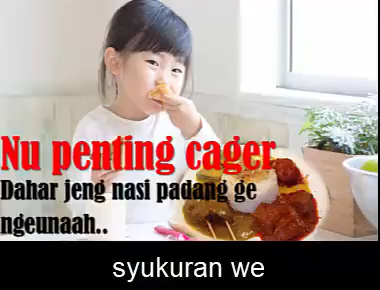 Nu penting cager
Dahar jeng nasi padang ge
ngeunaah..
syukuran we